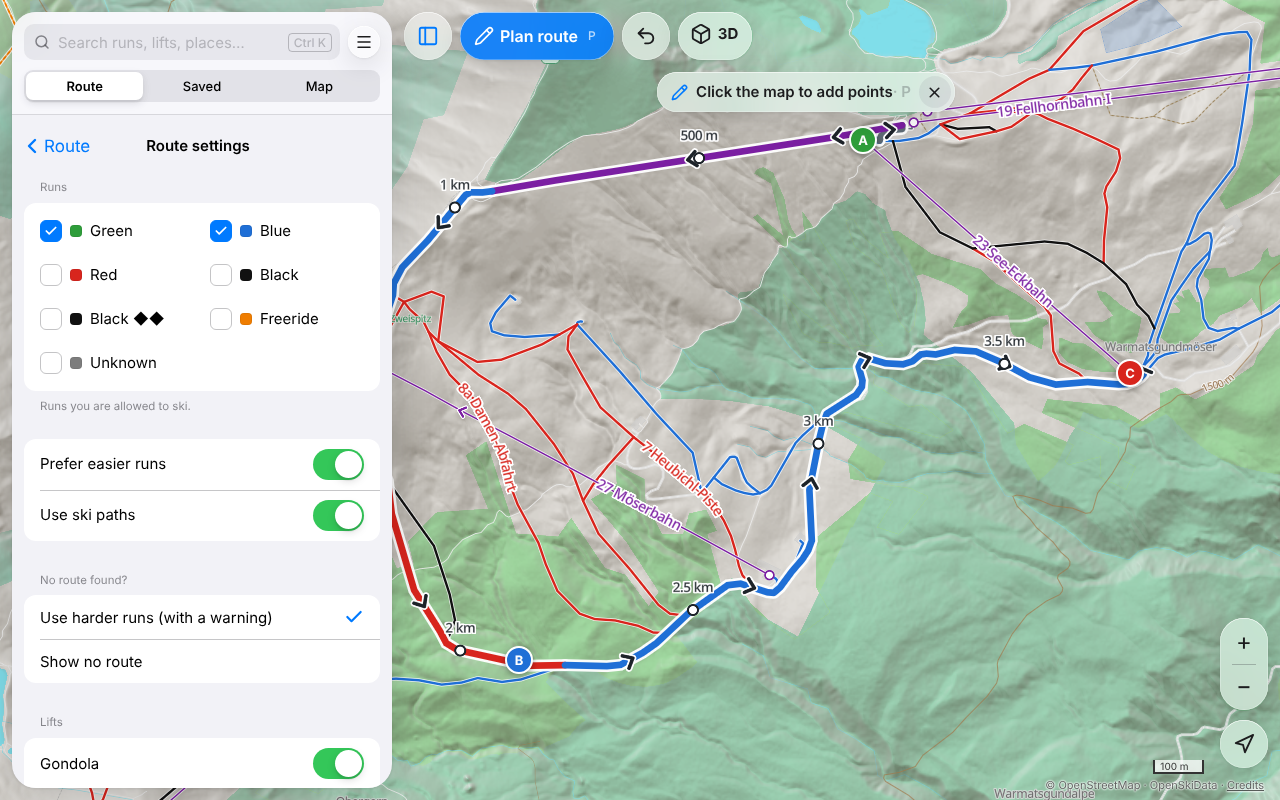 Search runs, lifts, places...
Ctrl K
Plan route P
3D
Route
Saved
Map
Click the map to add points · P
Route
Route settings
Runs
Green
Blue
Red
Black
Black ◆◆
Freeride
Unknown
Runs you are allowed to ski.
Prefer easier runs
Use ski paths
No route found?
Use harder runs (with a warning)
Show no route
Lifts
Gondola
19 Fellhornbahn I
A
500 m
1 km
23 See-Eckbahn
Zweispitz
3.5 km
Warmatsgundmöser
C
1500 m
8a Damen-Abfahrt
3 km
7 Heubichl-Piste
27 Möserbahn
2.5 km
2 km
B
+
−
100 m
© OpenStreetMap · OpenSkiData · Credits
Warmatsgundalpe